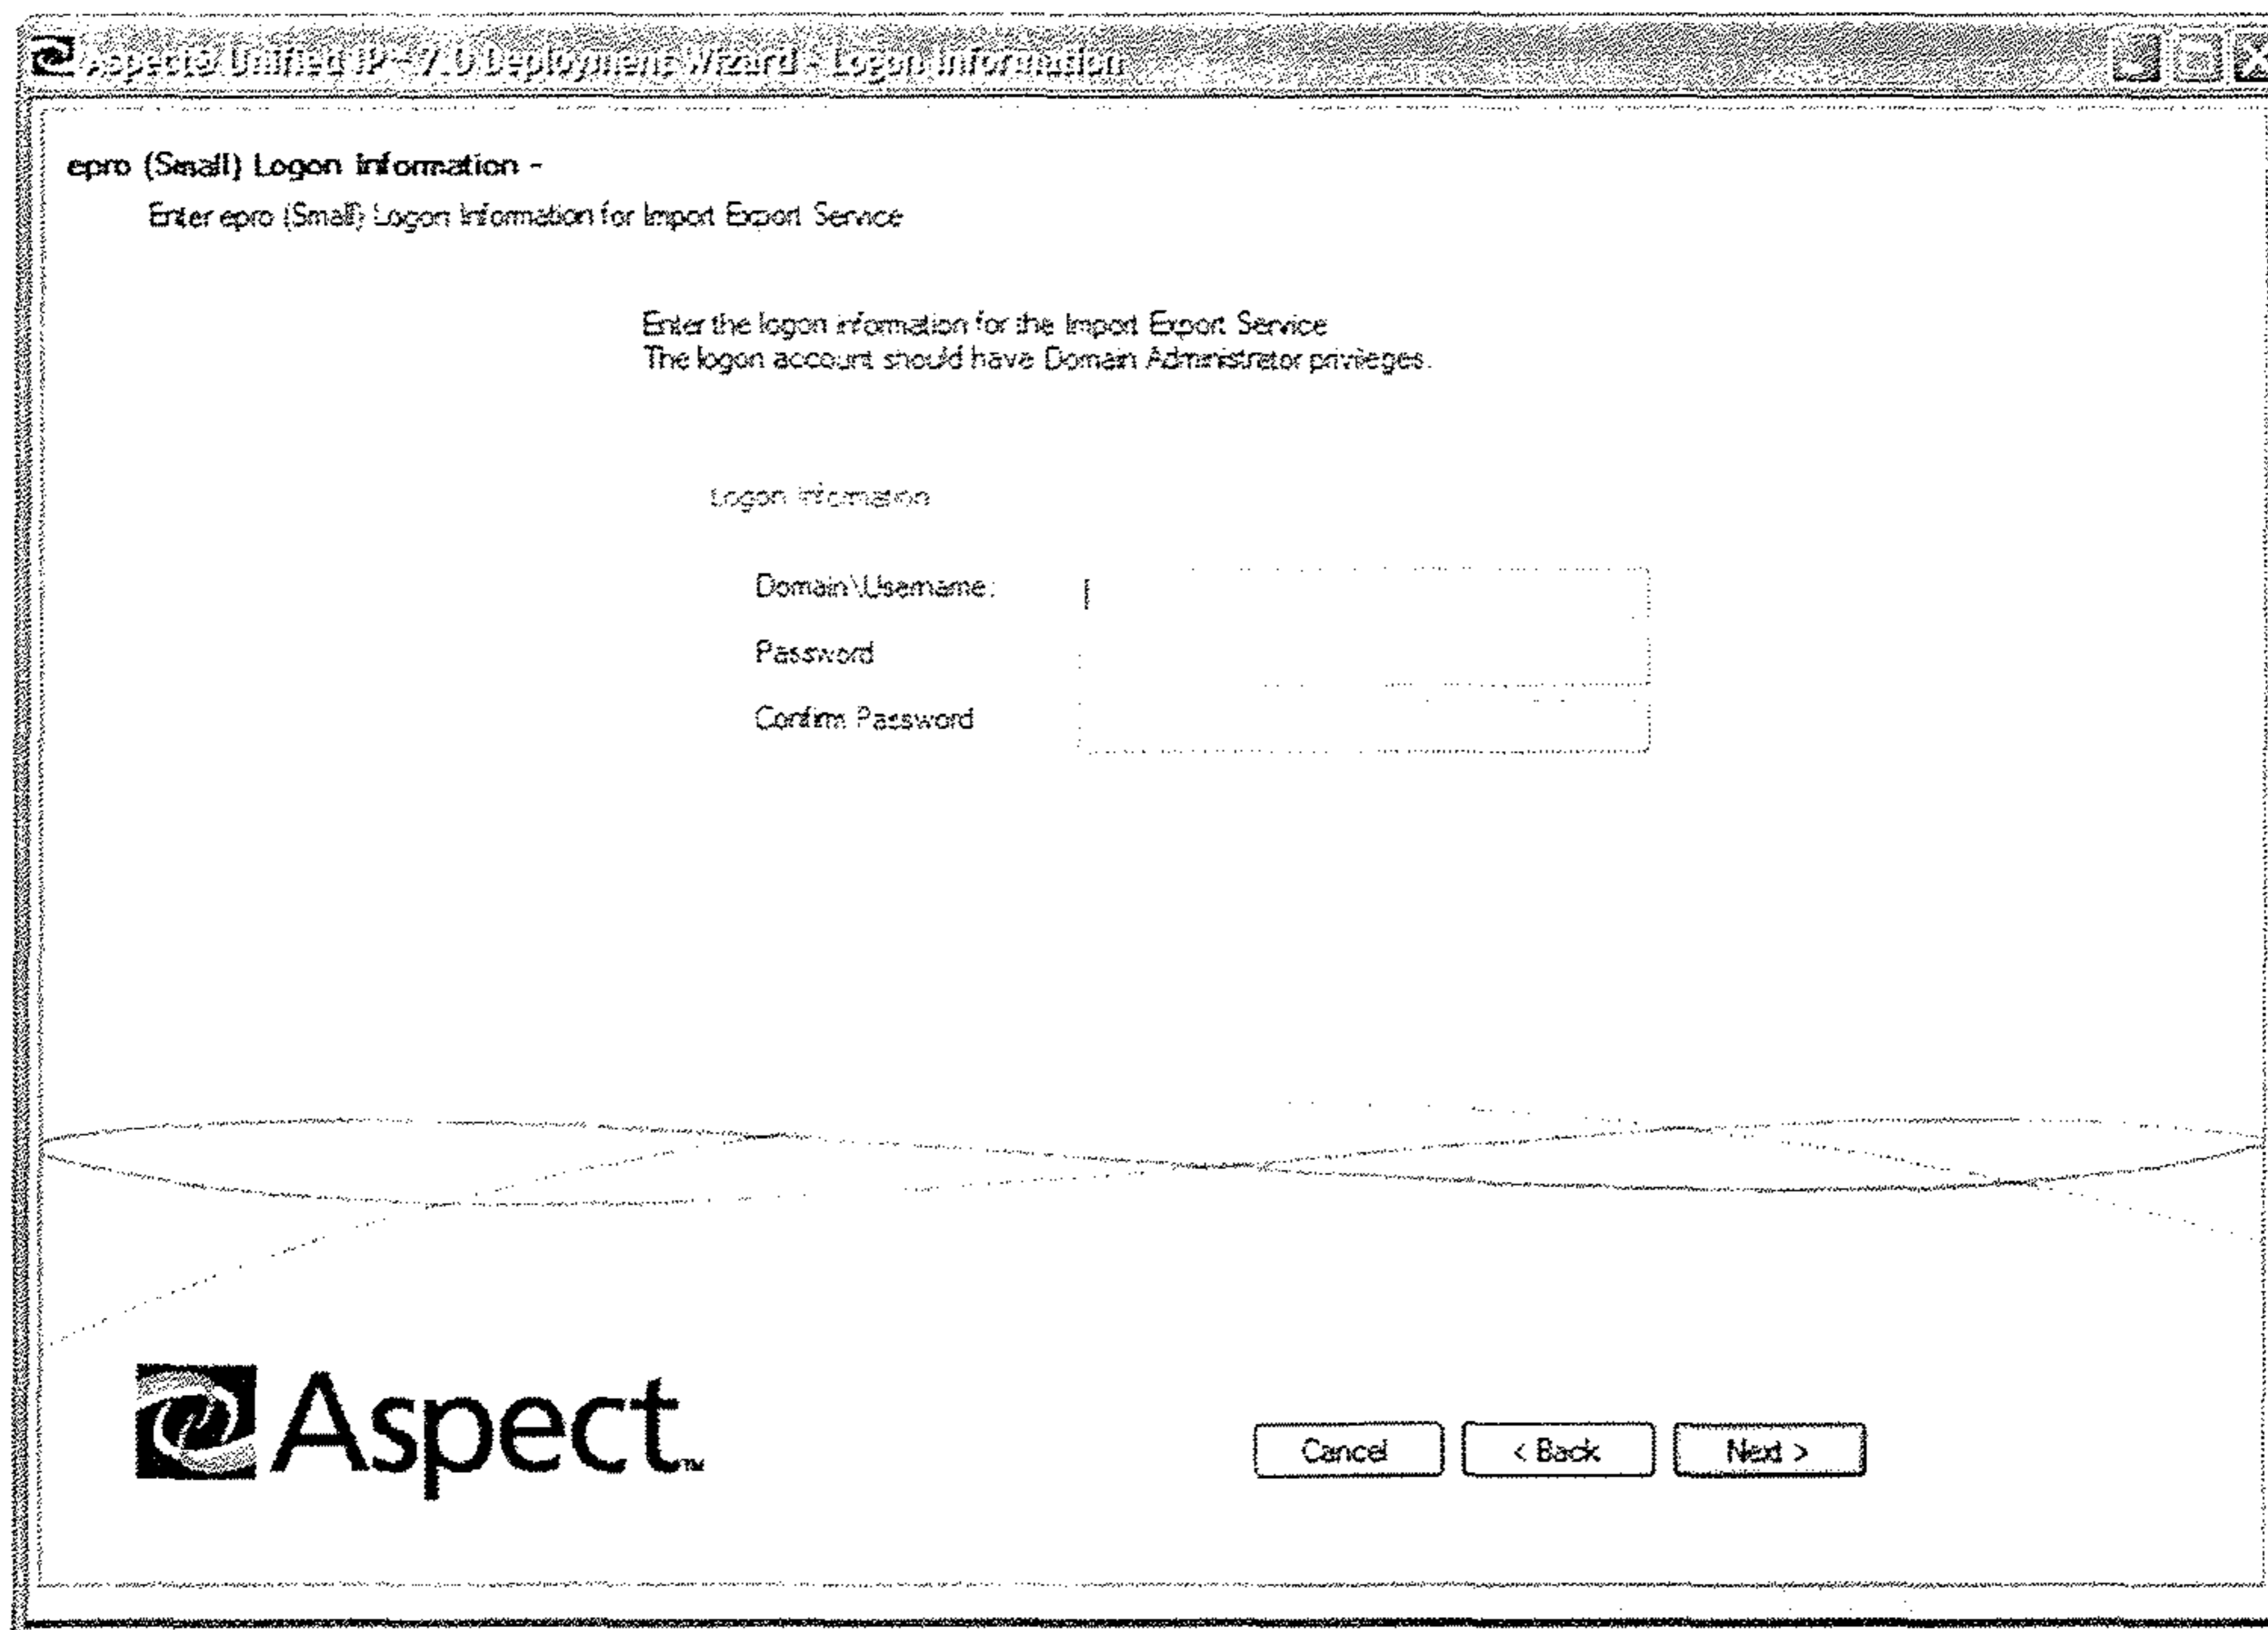 Aspect® Unified IP™ 7.0 Deployment Wizard - Logon Information
epro (Small) Logon Information -
Enter epro (Small) Logon Information for Import Export Service
Enter the logon information for the Import Export Service
The logon account should have Domain Administrator privileges.
Logon Information
Domain\Username:
Password
Confirm Password
Aspect™
Cancel
< Back
Next >